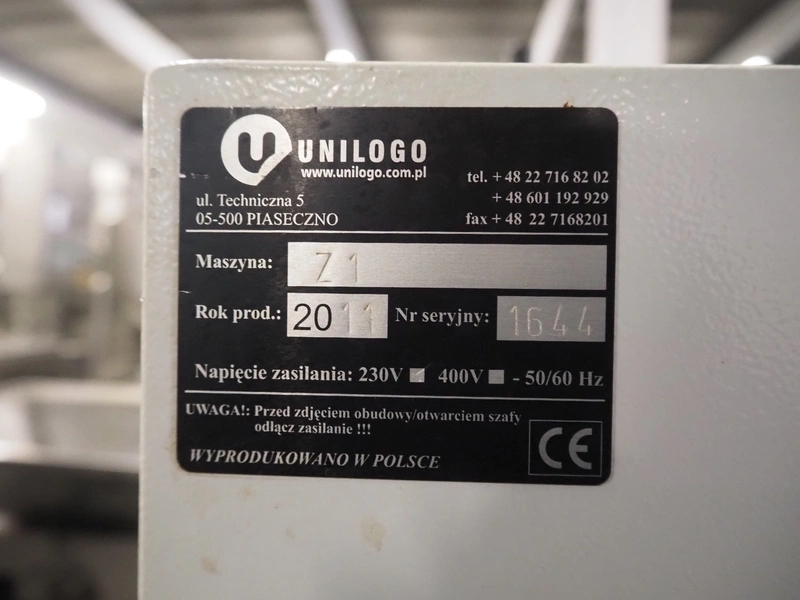 UNILOGO
www.unilogo.com.pl
ul. Techniczna 5
05-500 PIASECZNO
tel. + 48 22 716 82 02
+ 48 601 192 929
fax + 48 22 7168201
Maszyna: Z1
Rok prod.: 2011 Nr seryjny: 1644
Napięcie zasilania: 230V 400V - 50/60 Hz
UWAGA!: Przed zdjęciem obudowy/otwarciem szafy
odłącz zasilanie !!!
WYPRODUKOWANO W POLSCE
CE